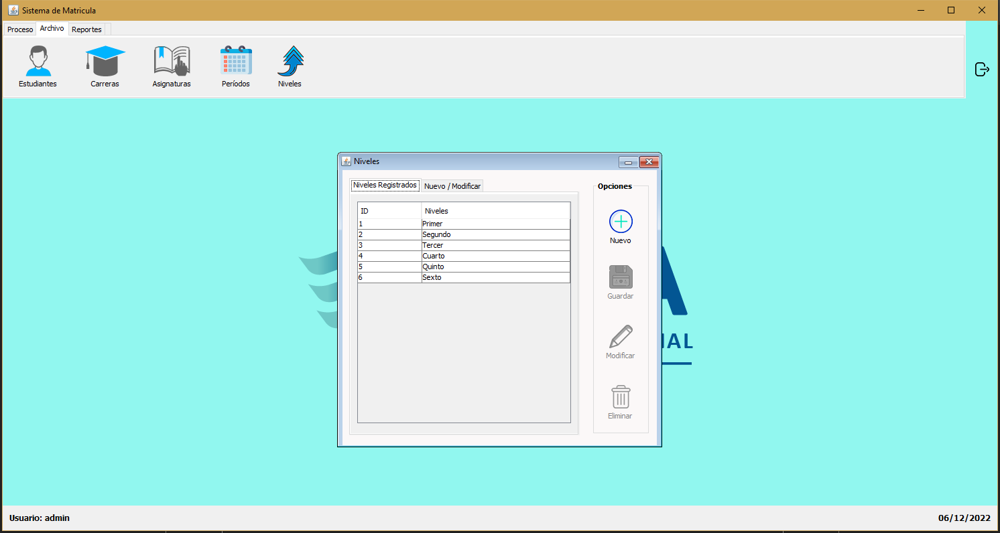 Sistema de Matricula
Proceso Archivo Reportes
Estudiantes Carreras Asignaturas Períodos Niveles
Niveles
Niveles Registrados Nuevo / Modificar
Opciones
ID Niveles
1 Primer
2 Segundo
3 Tercer
4 Cuarto
5 Quinto
6 Sexto
Nuevo
Guardar
Modificar
Eliminar
A
IAL
Usuario: admin 06/12/2022